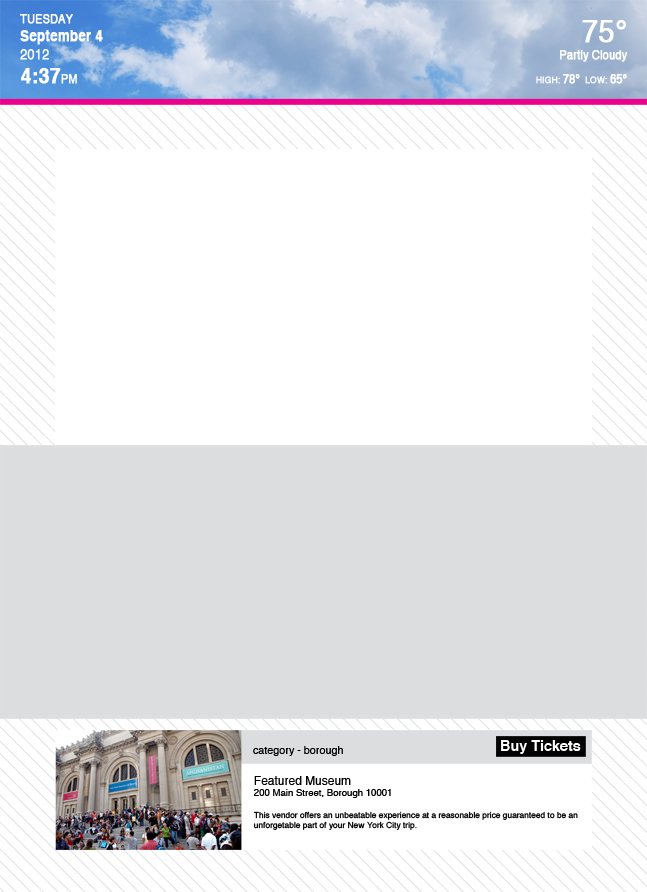 TUESDAY
September 4
2012
4:37PM
75°
Partly Cloudy
HIGH: 78° LOW: 65°
category - borough
Buy Tickets
Featured Museum
200 Main Street, Borough 10001
This vendor offers an unbeatable experience at a reasonable price guaranteed to be an
unforgetable part of your New York City trip.